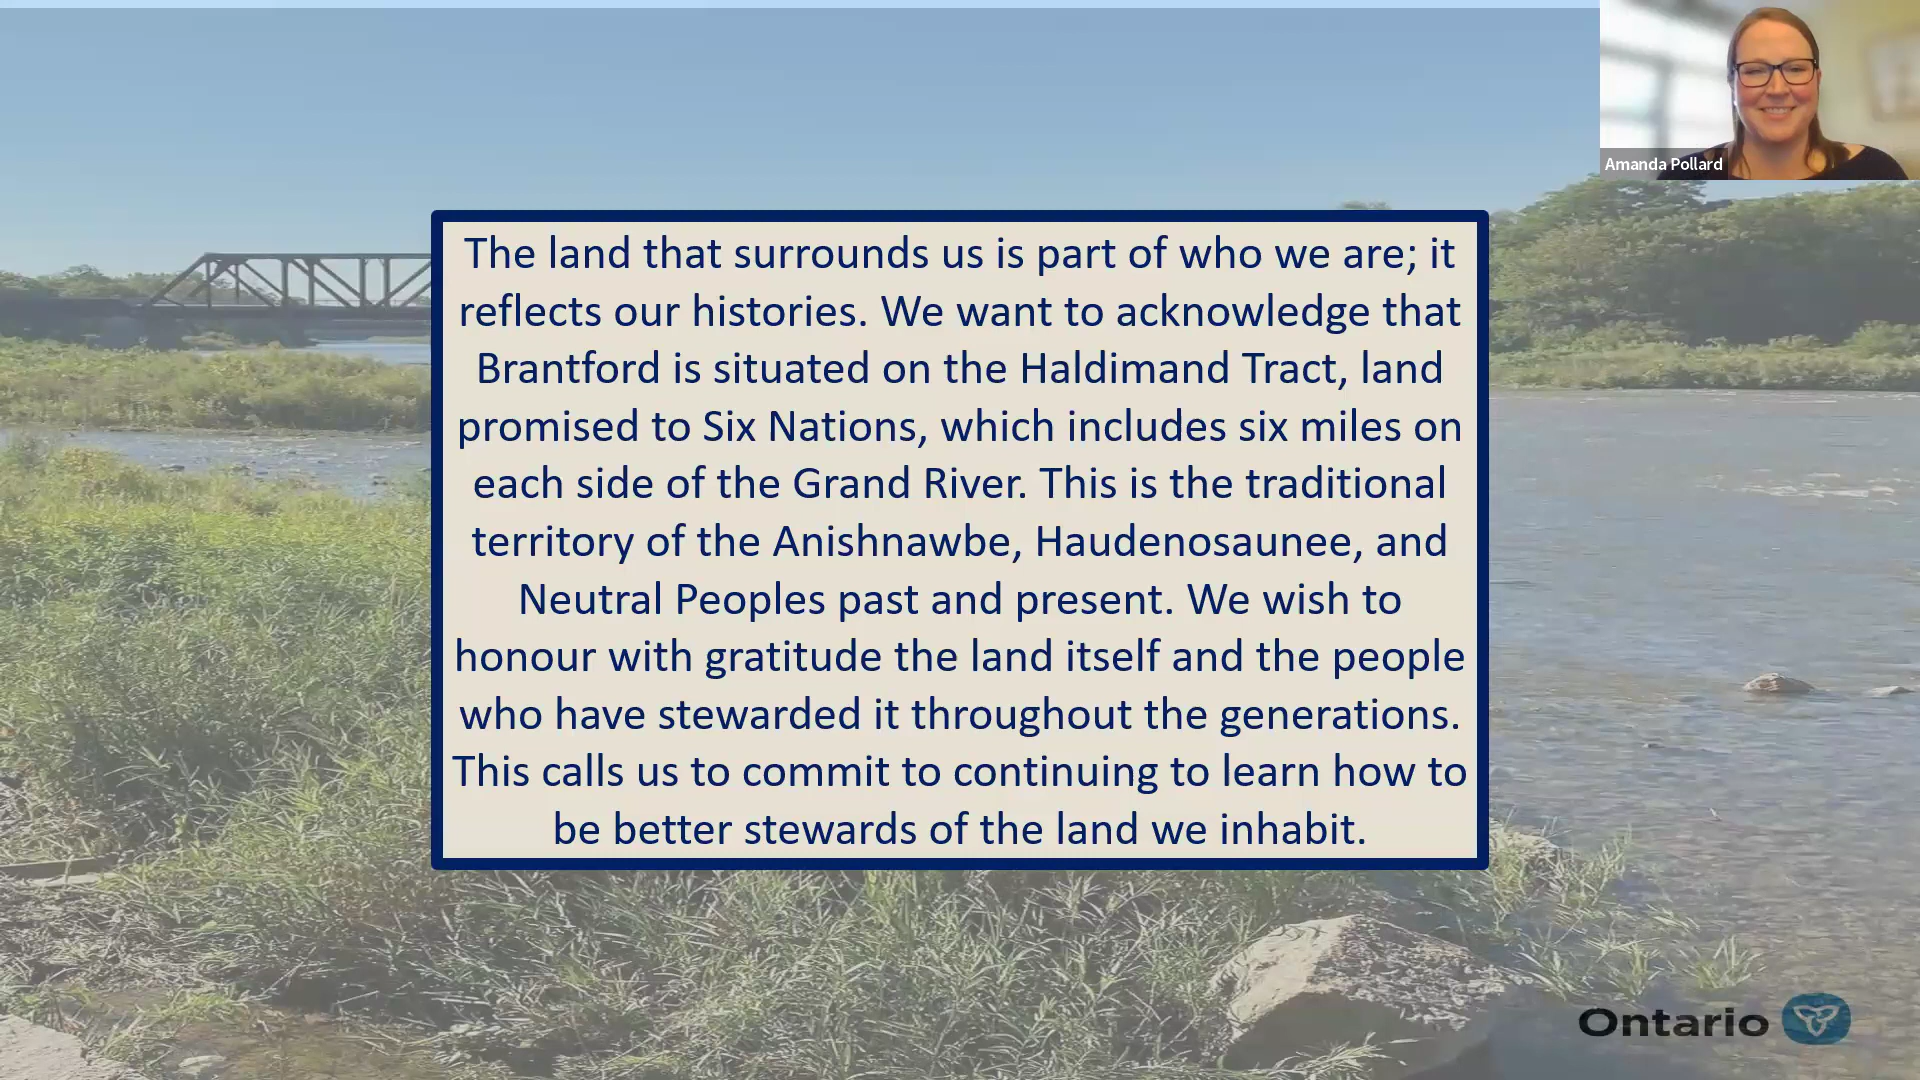 Amanda Pollard
The land that surrounds us is part of who we are; it
reflects our histories. We want to acknowledge that
Brantford is situated on the Haldimand Tract, land
promised to Six Nations, which includes six miles on
each side of the Grand River. This is the traditional
territory of the Anishnawbe, Haudenosaunee, and
Neutral Peoples past and present. We wish to
honour with gratitude the land itself and the people
who have stewarded it throughout the generations.
This calls us to commit to continuing to learn how to
be better stewards of the land we inhabit.
Ontario